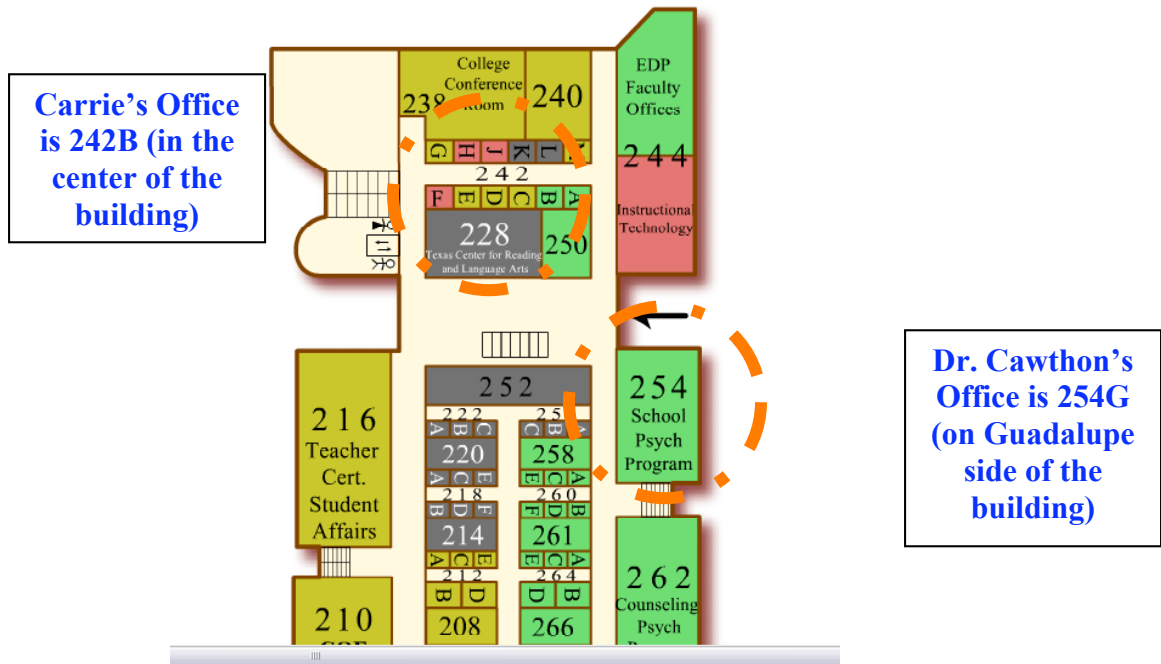 Carrie's Office
is 242B (in the
center of the
building)
College
Conference
Room
238
240
EDP
Faculty
Offices
G H J K L
242
244
F E D C B A
Instructional
Technology
228
Texas Center for Reading
and Language Arts
250
252
254
School
Psych
Program
Dr. Cawthon's
Office is 254G
(on Guadalupe
side of the
building)
216
Teacher
Cert.
Student
Affairs
222
A B C
25
C B A
220
258
A C E
E C A
218
260
B D F
F D B
214
261
A C E
E C A
212
264
B D
D B
208
266
210
262
Counseling
Psych